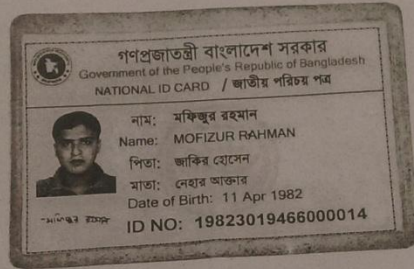 গণপ্রজাতন্ত্রী বাংলাদেশ সরকার
Government of the People's Republic of Bangladesh
NATIONAL ID CARD / জাতীয় পরিচয় পত্র
নাম: মফিজুর রহমান
Name: MOFIZUR RAHMAN
পিতা: জাকির হোসেন
মাতা: নেহার আক্তার
Date of Birth: 11 Apr 1982
ID NO: 19823019466000014